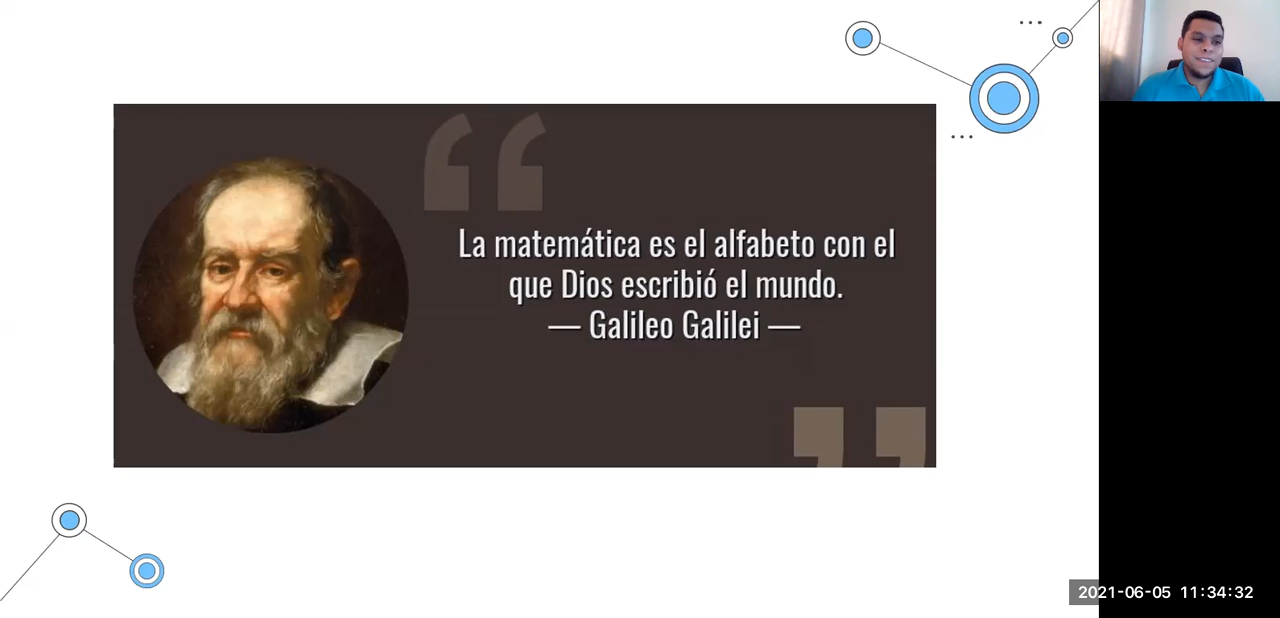 La matemática es el alfabeto con el
que Dios escribió el mundo.
— Galileo Galilei —
2021-06-05 11:34:32